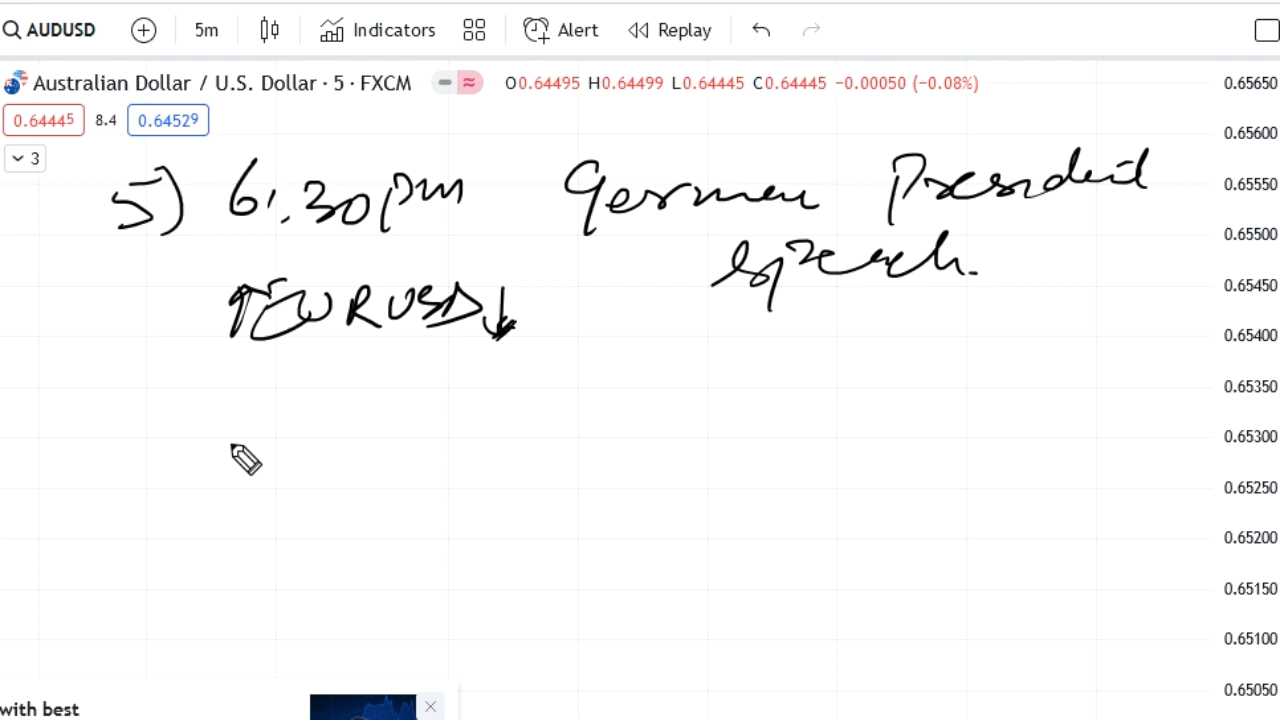 AUDUSD 5m Indicators Alert Replay
Australian Dollar / U.S. Dollar · 5 · FXCM O0.64495 H0.64499 L0.64445 C0.64445 −0.00050 (−0.08%)
0.64445 8.4 0.64529
3
5) 6:30pm German President
speech.
↑EURUSD↓
0.65650
0.65600
0.65550
0.65500
0.65450
0.65400
0.65350
0.65300
0.65250
0.65200
0.65150
0.65100
0.65050
with best